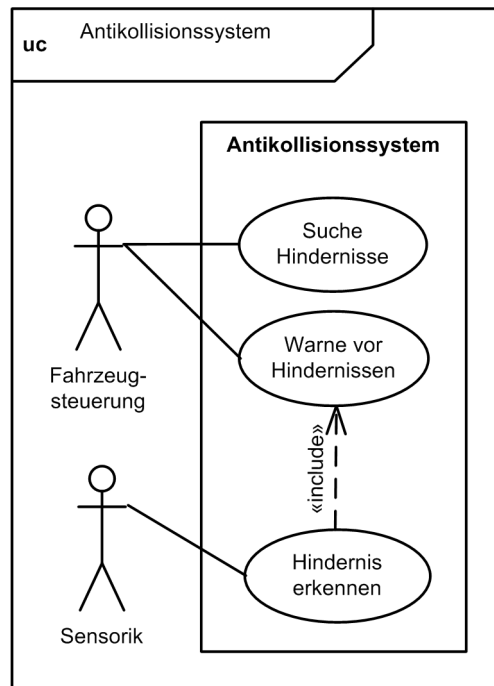 uc Antikollisionssystem
Antikollisionssystem
Suche
Hindernisse
Warne vor
Hindernissen
Fahrzeug-
steuerung
«include»
Hindernis
erkennen
Sensorik